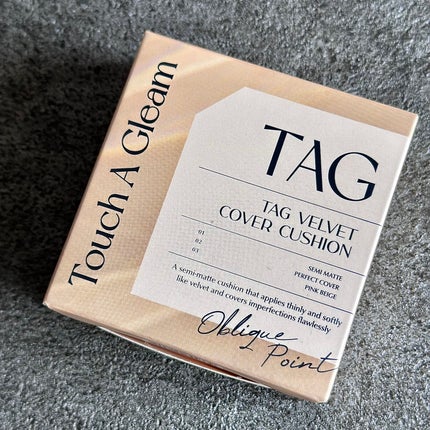 Touch A Gleam
TAG
TAG VELVET
COVER CUSHION
01
02
03
SEMI MATTE
PERFECT COVER
PINK BEIGE
A semi-matte cushion that applies thinly and softly
like velvet and covers imperfections flawlessly
Oblique
Point